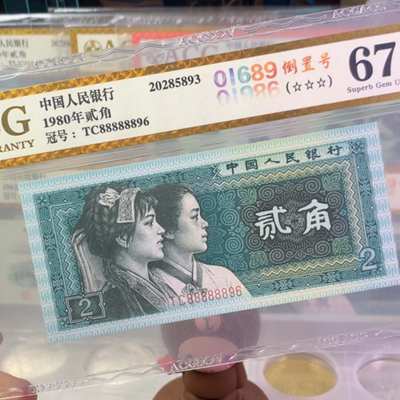 G
RANTY
中国人民银行
1980年贰角
冠号：TC88888896
20285893
01689 倒置号
01986 (☆☆☆)
67
Superb Gem U
中国人民银行
贰角
TC88888896
2
2